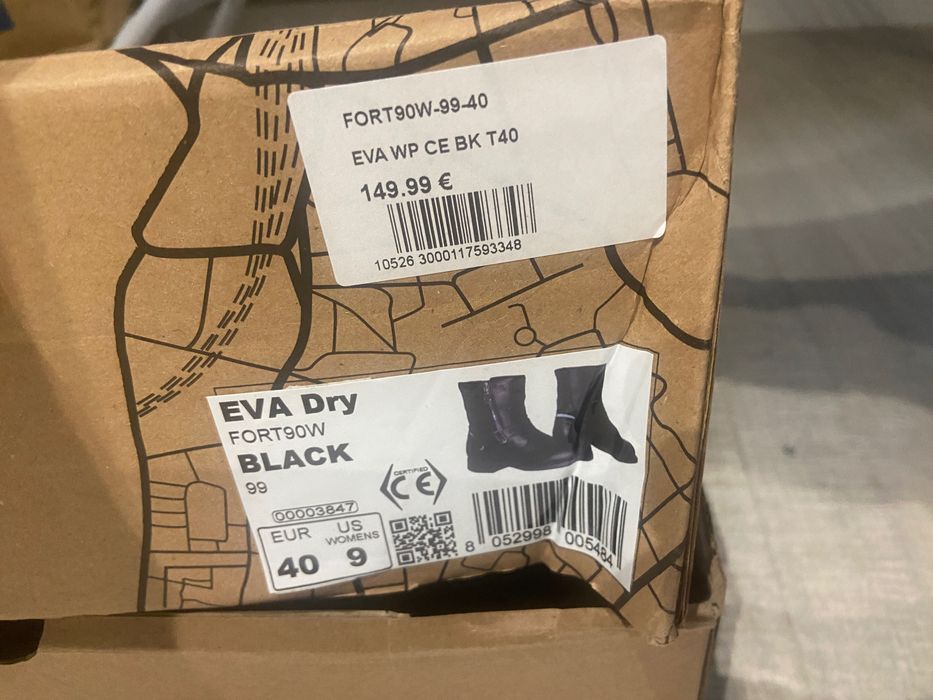 FORT90W-99-40
EVA WP CE BK T40
149.99 €
10526 3000117593348
EVA Dry
FORT90W
BLACK
99
CERTIFIED
CE
00003847
EUR US WOMENS
40 9
8 052998 005484